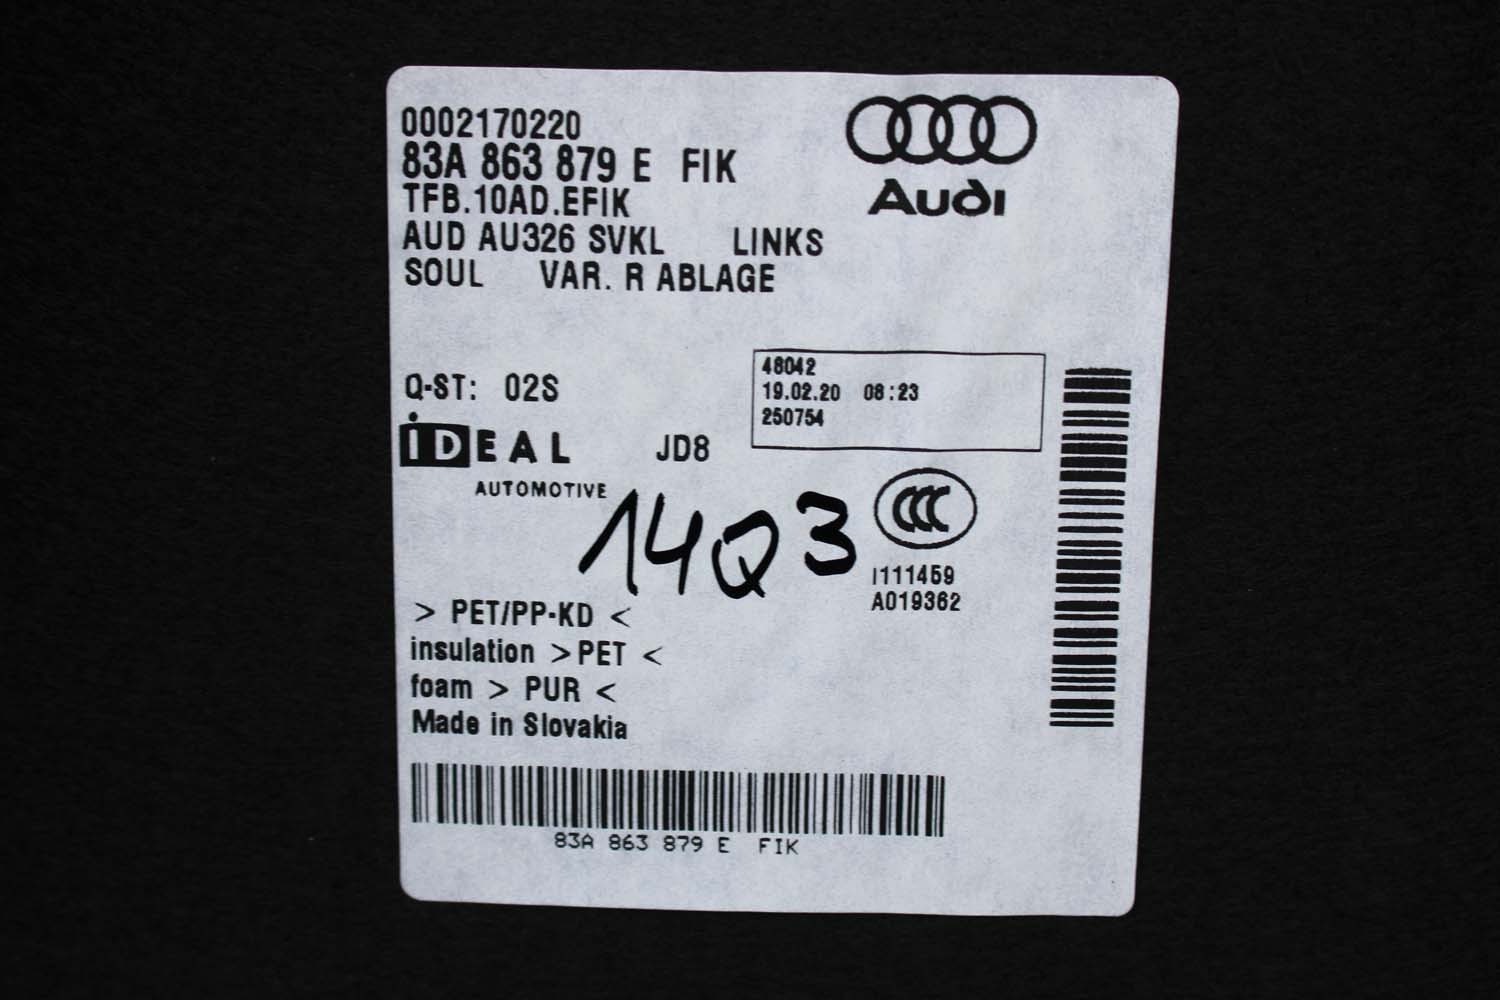 0002170220
83A 863 879 E FIK
TFB.10AD.EFIK
AUD AU326 SVKL LINKS
SOUL VAR. R ABLAGE
Audi
Q-ST: 02S
48042
19.02.20 08:23
250754
iDEAL
AUTOMOTIVE
JD8
14Q3
CCC
I111459
A019362
> PET/PP-KD <
insulation >PET <
foam > PUR <
Made in Slovakia
83A 863 879 E FIK